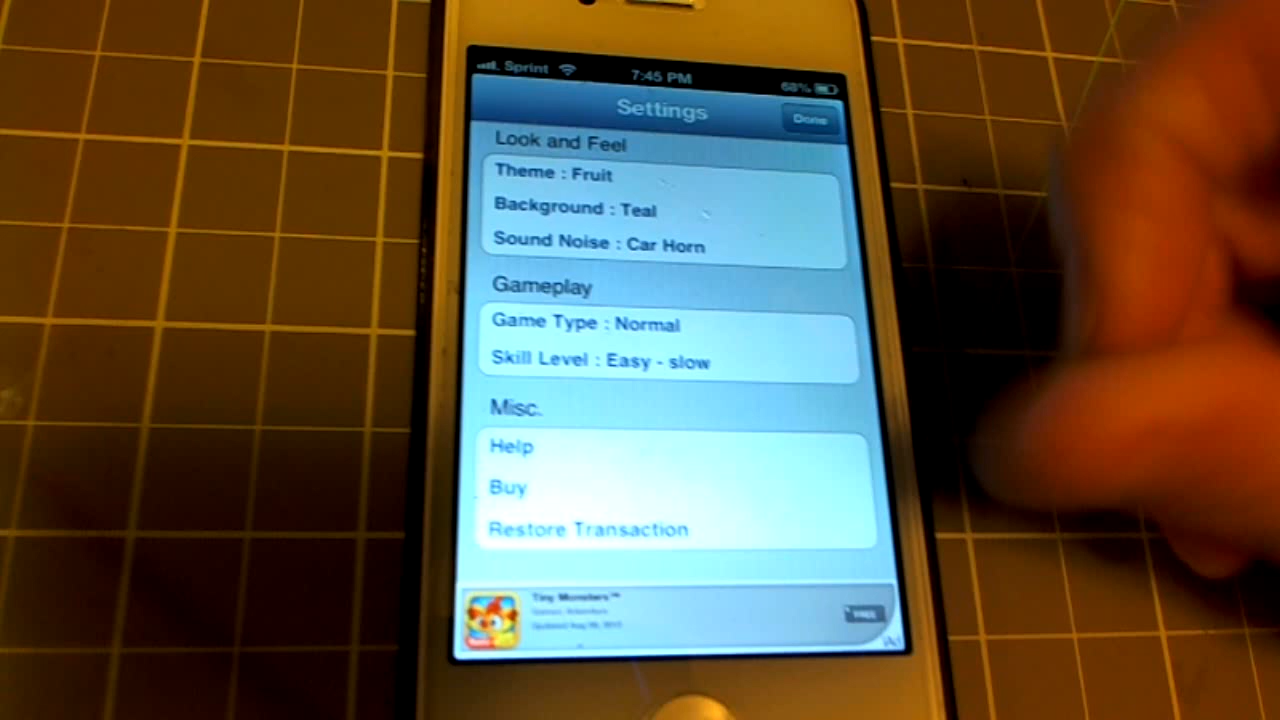 Sprint 7:45 PM 68%
Settings
Done
Look and Feel
Theme : Fruit
Background : Teal
Sound Noise : Car Horn
Gameplay
Game Type : Normal
Skill Level : Easy - slow
Misc.
Help
Buy
Restore Transaction
Tiny Monsters™
FREE
iAd